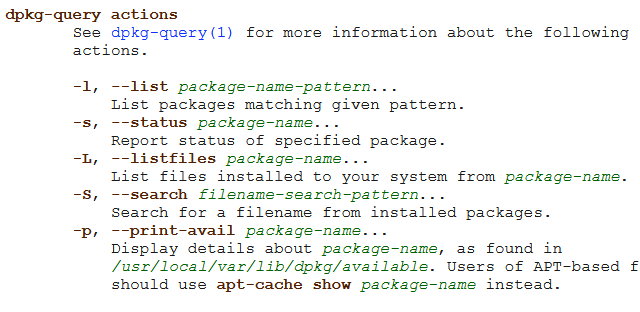 dpkg-query actions
See dpkg-query(1) for more information about the following
actions.
-l, --list package-name-pattern...
List packages matching given pattern.
-s, --status package-name...
Report status of specified package.
-L, --listfiles package-name...
List files installed to your system from package-name.
-S, --search filename-search-pattern...
Search for a filename from installed packages.
-p, --print-avail package-name...
Display details about package-name, as found in
/usr/local/var/lib/dpkg/available. Users of APT-based f
should use apt-cache show package-name instead.